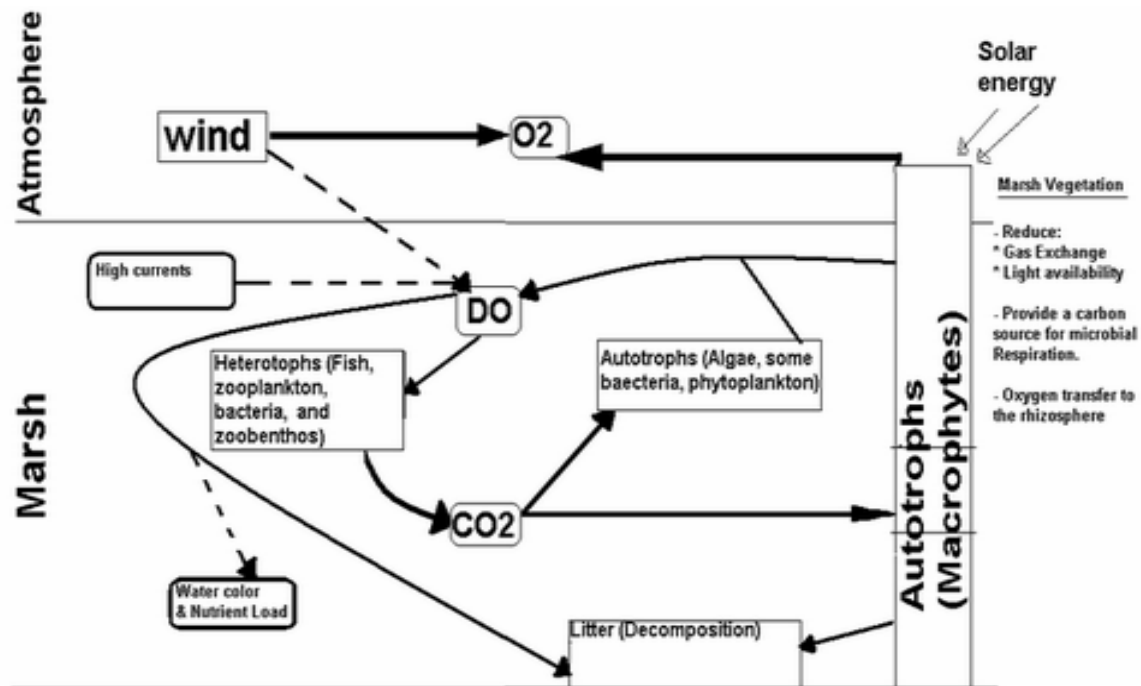 Atmosphere
Solar
energy
wind
O2
Marsh Vegetation
- Reduce:
* Gas Exchange
* Light availability
- Provide a carbon
source for microbial
Respiration.
- Oxygen transfer to
the rhizosphere
High currents
DO
Heterotophs (Fish,
zooplankton,
bacteria, and
zoobenthos)
Autotrophs (Algae, some
baecteria, phytoplankton)
Marsh
CO2
Autotrophs
(Macrophytes)
Water color
& Nutrient Load
Litter (Decomposition)